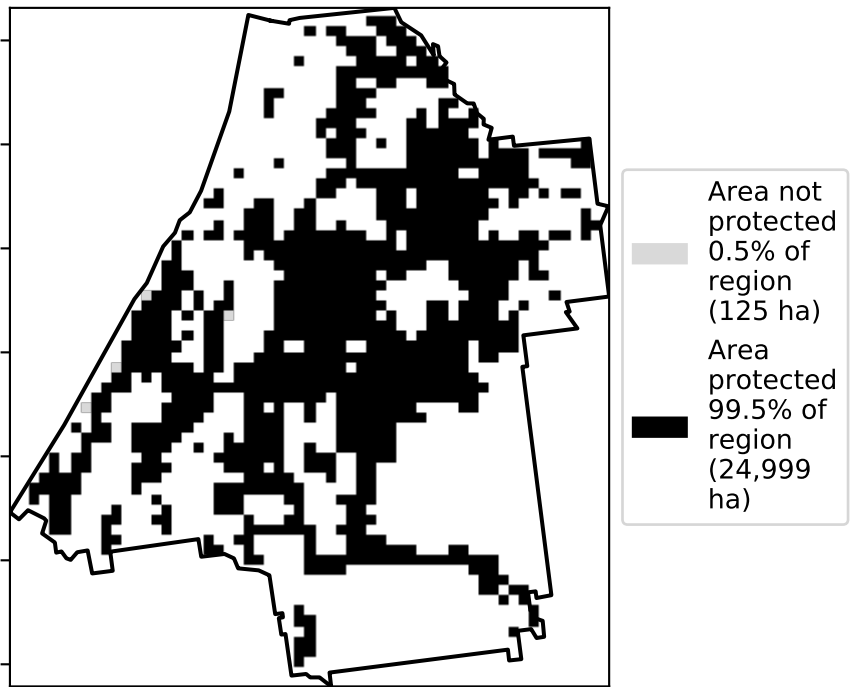 Area not
protected
0.5% of
region
(125 ha)
Area
protected
99.5% of
region
(24,999
ha)